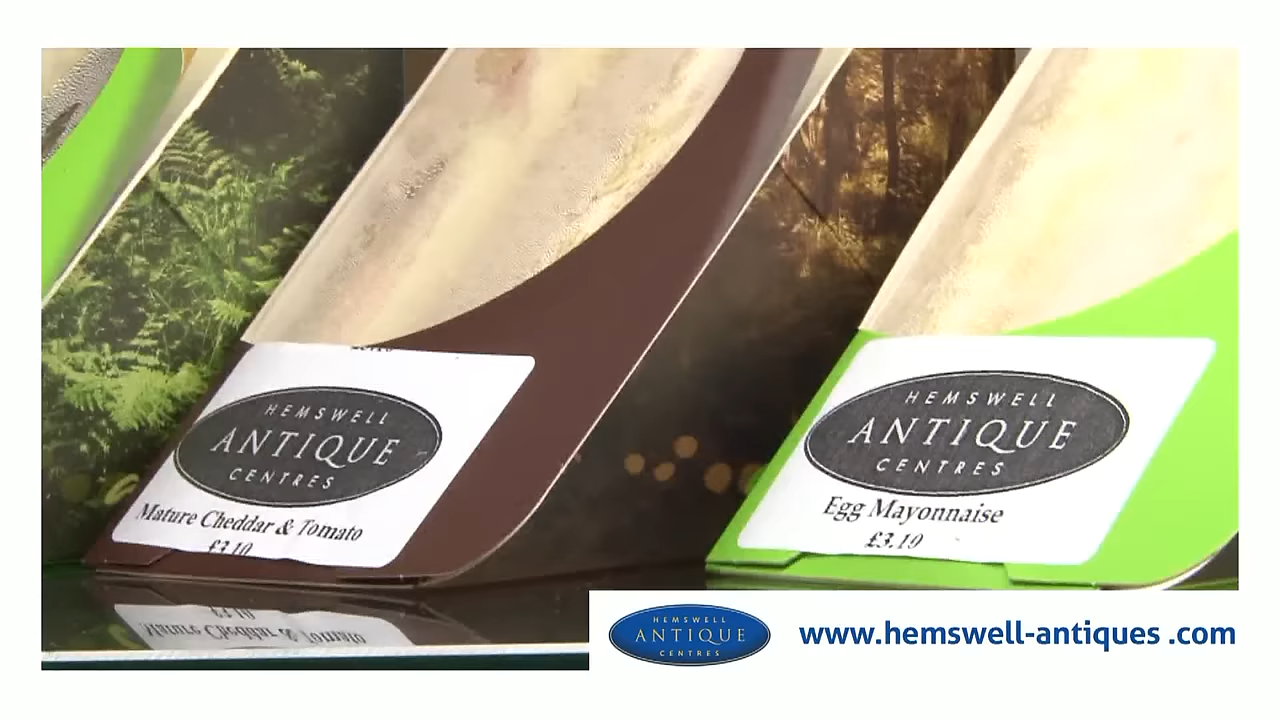 HEMSWELL
ANTIQUE
CENTRES
Mature Cheddar & Tomato
HEMSWELL
ANTIQUE
CENTRES
Egg Mayonnaise
£3.19
HEMSWELL
ANTIQUE
CENTRES
www.hemswell-antiques .com